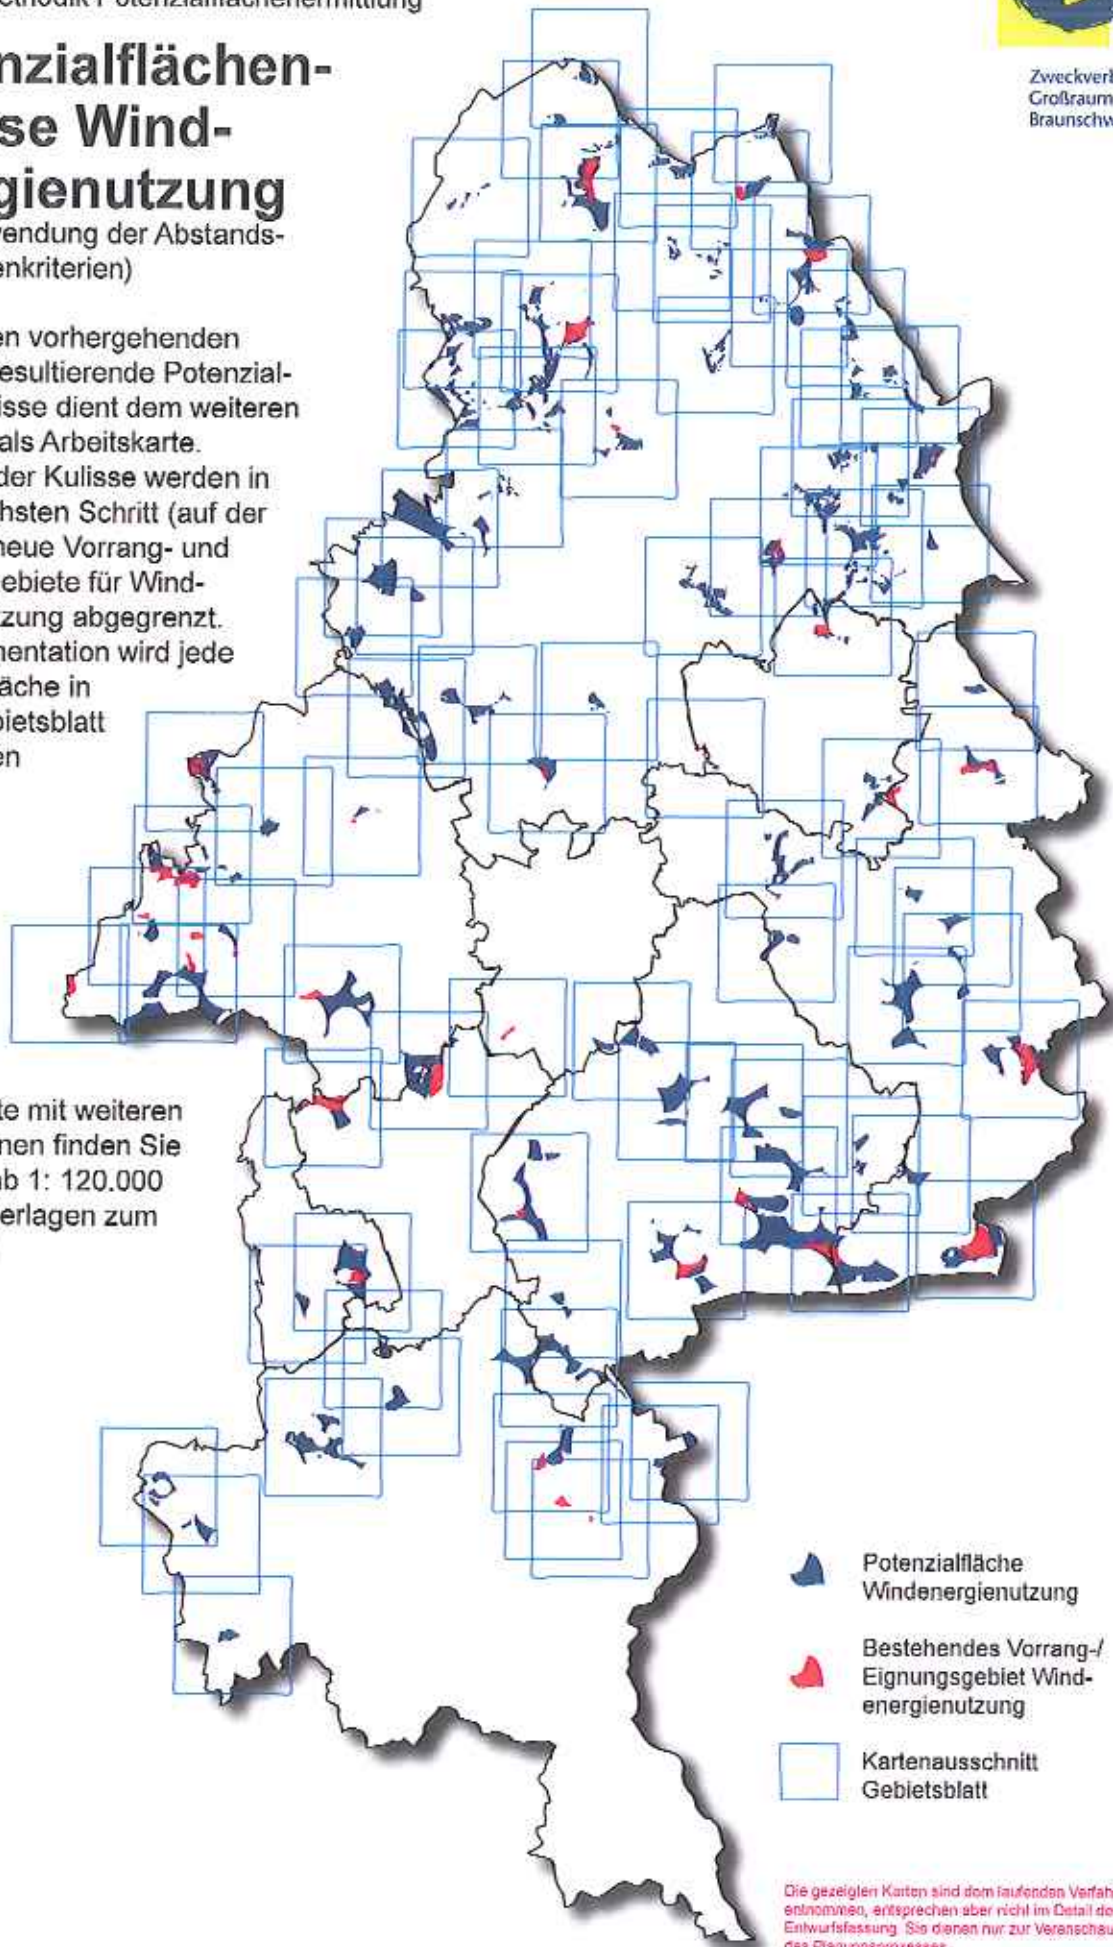 ethodik Potenzialflächenermittlung
nzialflächen-
se Wind-
gienutzung
vendung der Abstands-
enkriterien)
en vorhergehenden
esultierende Potenzial-
isse dient dem weiteren
als Arbeitskarte.
der Kulisse werden in
hsten Schritt (auf der
neue Vorrang- und
ebiete für Wind-
tzung abgegrenzt.
mentation wird jede
äche in
bietsblatt
en
te mit weiteren
nen finden Sie
ab 1: 120.000
erlagen zum
Zweckverb
Großraum
Braunschw
Potenzialfläche
Windenergienutzung
Bestehendes Vorrang-/
Eignungsgebiet Wind-
energienutzung
Kartenausschnitt
Gebietsblatt
Die gezeigten Karten sind dem laufenden Verfah
entnommen, entsprechen aber nicht im Detail de
Entwurfsfassung. Sie dienen nur zur Veranschau
des Planungsprozesses